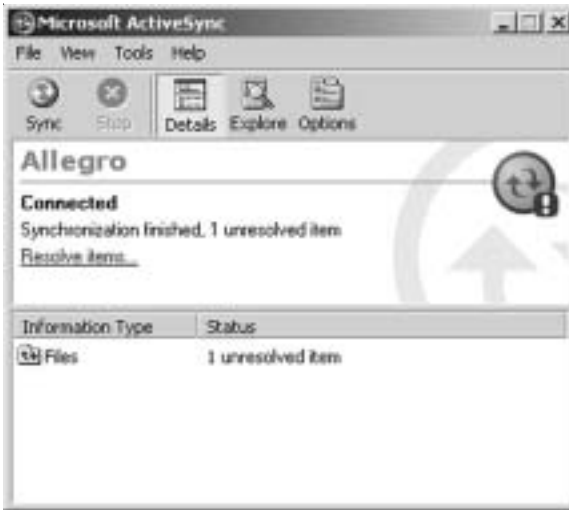 Microsoft ActiveSync
File View Tools Help
Sync Stop Details Explore Options
Allegro
Connected
Synchronization finished, 1 unresolved item
Resolve items...
Information Type Status
Files 1 unresolved item